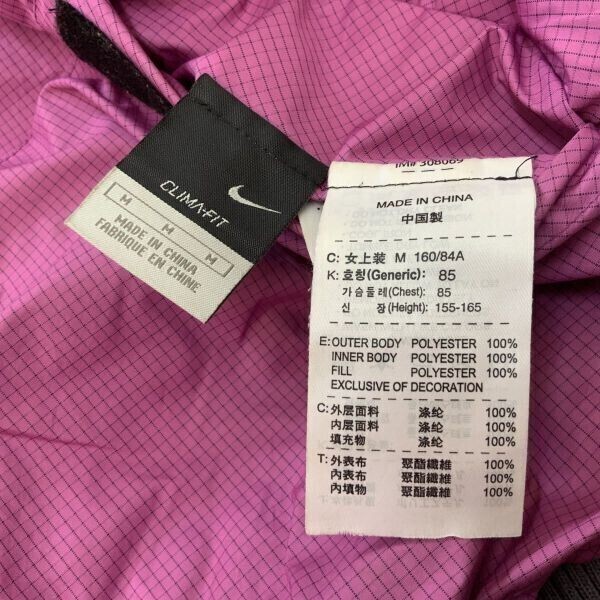 CLIMA-FIT
M M M
MADE IN CHINA
FABRIQUE EN CHINE
IM# 308069
MADE IN CHINA
中国製
C: 女上装 M 160/84A
K: 호칭(Generic): 85
가슴둘레(Chest): 85
신 장(Height): 155-165
E: OUTER BODY POLYESTER 100%
INNER BODY POLYESTER 100%
FILL POLYESTER 100%
EXCLUSIVE OF DECORATION
C: 外层面料 涤纶 100%
内层面料 涤纶 100%
填充物 涤纶 100%
T: 外表布 聚酯纖維 100%
內表布 聚酯纖維 100%
內填物 聚酯纖維 100%